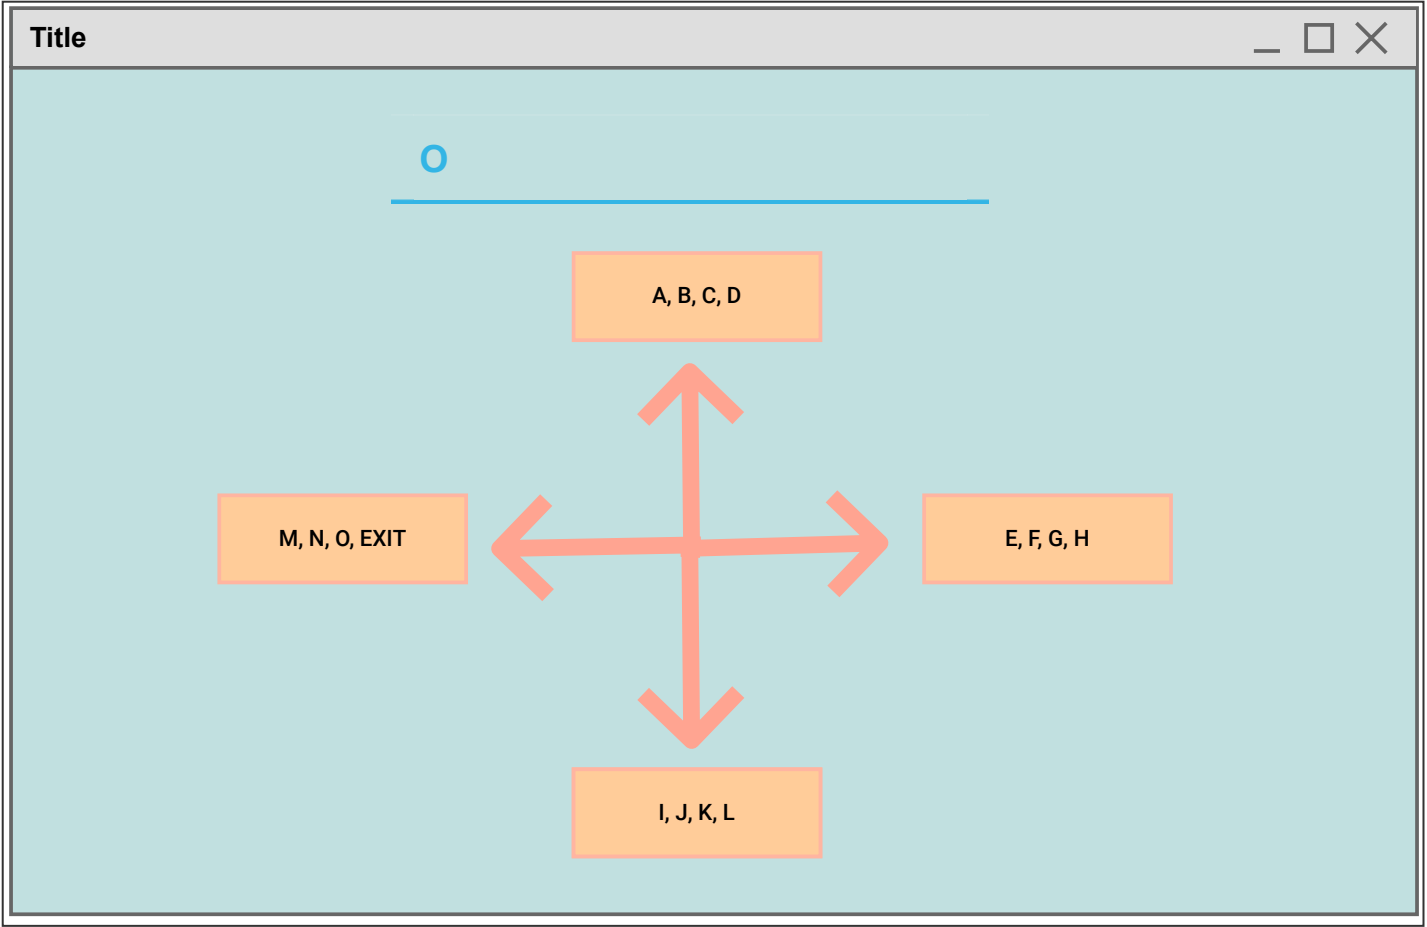 Title
O
A, B, C, D
M, N, O, EXIT
E, F, G, H
I, J, K, L